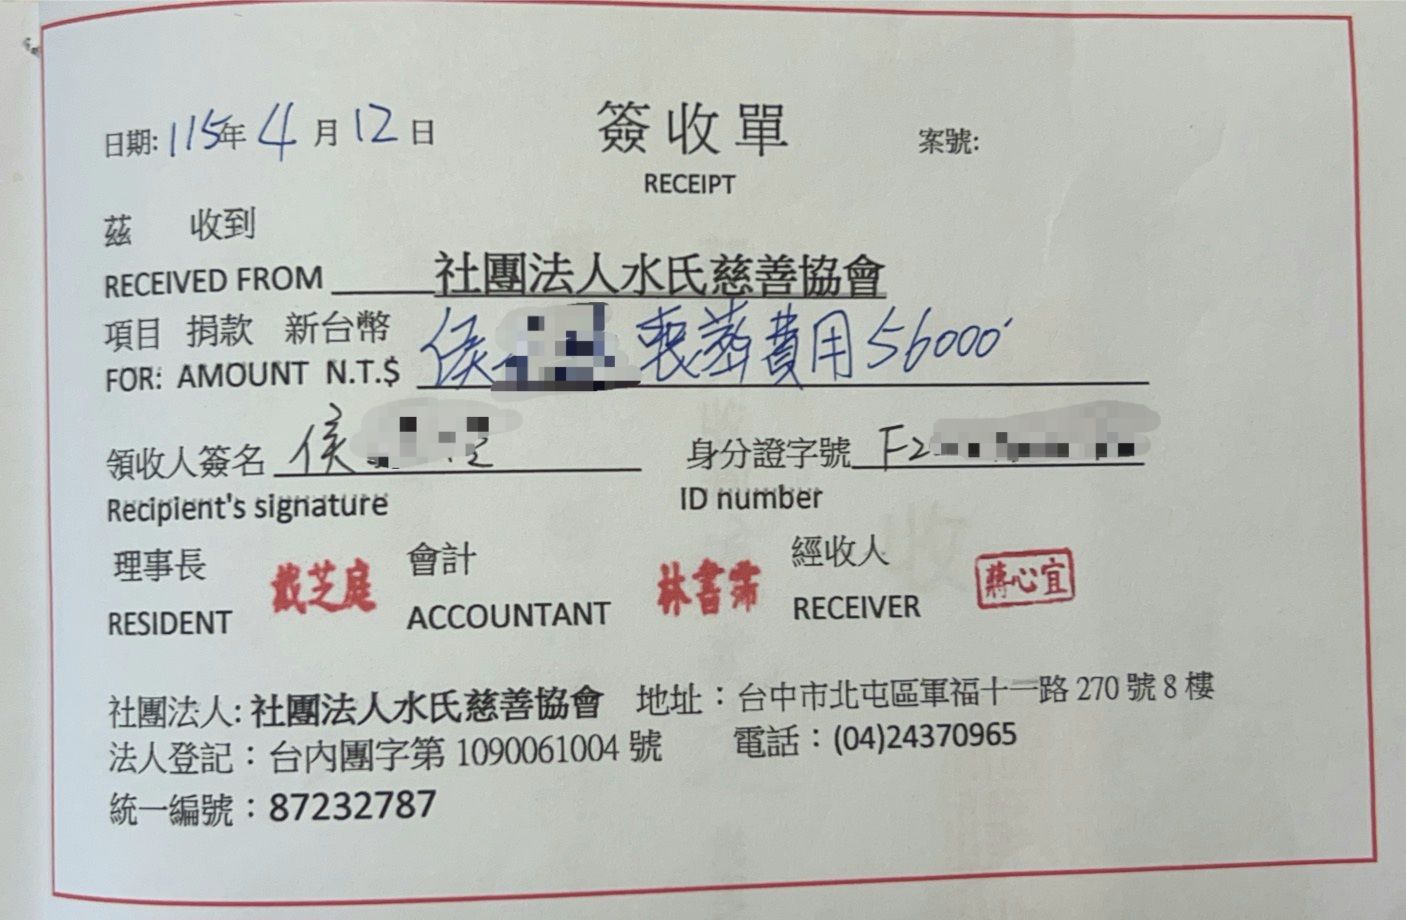 日期: 115年 4 月 12 日
簽收單
案號:
RECEIPT
茲 收到
RECEIVED FROM 社團法人水氏慈善協會
項目 捐款 新台幣
FOR: AMOUNT N.T.$ 侯 喪葬費用56000
領收人簽名 侯
身分證字號 F2
Recipient's signature
ID number
理事長 戴芝庭
會計 林書霈
經收人 蔣心宜
RESIDENT
ACCOUNTANT
RECEIVER
社團法人: 社團法人水氏慈善協會 地址：台中市北屯區軍福十一路 270 號 8 樓
法人登記：台內團字第 1090061004 號 電話：(04)24370965
統一編號：87232787